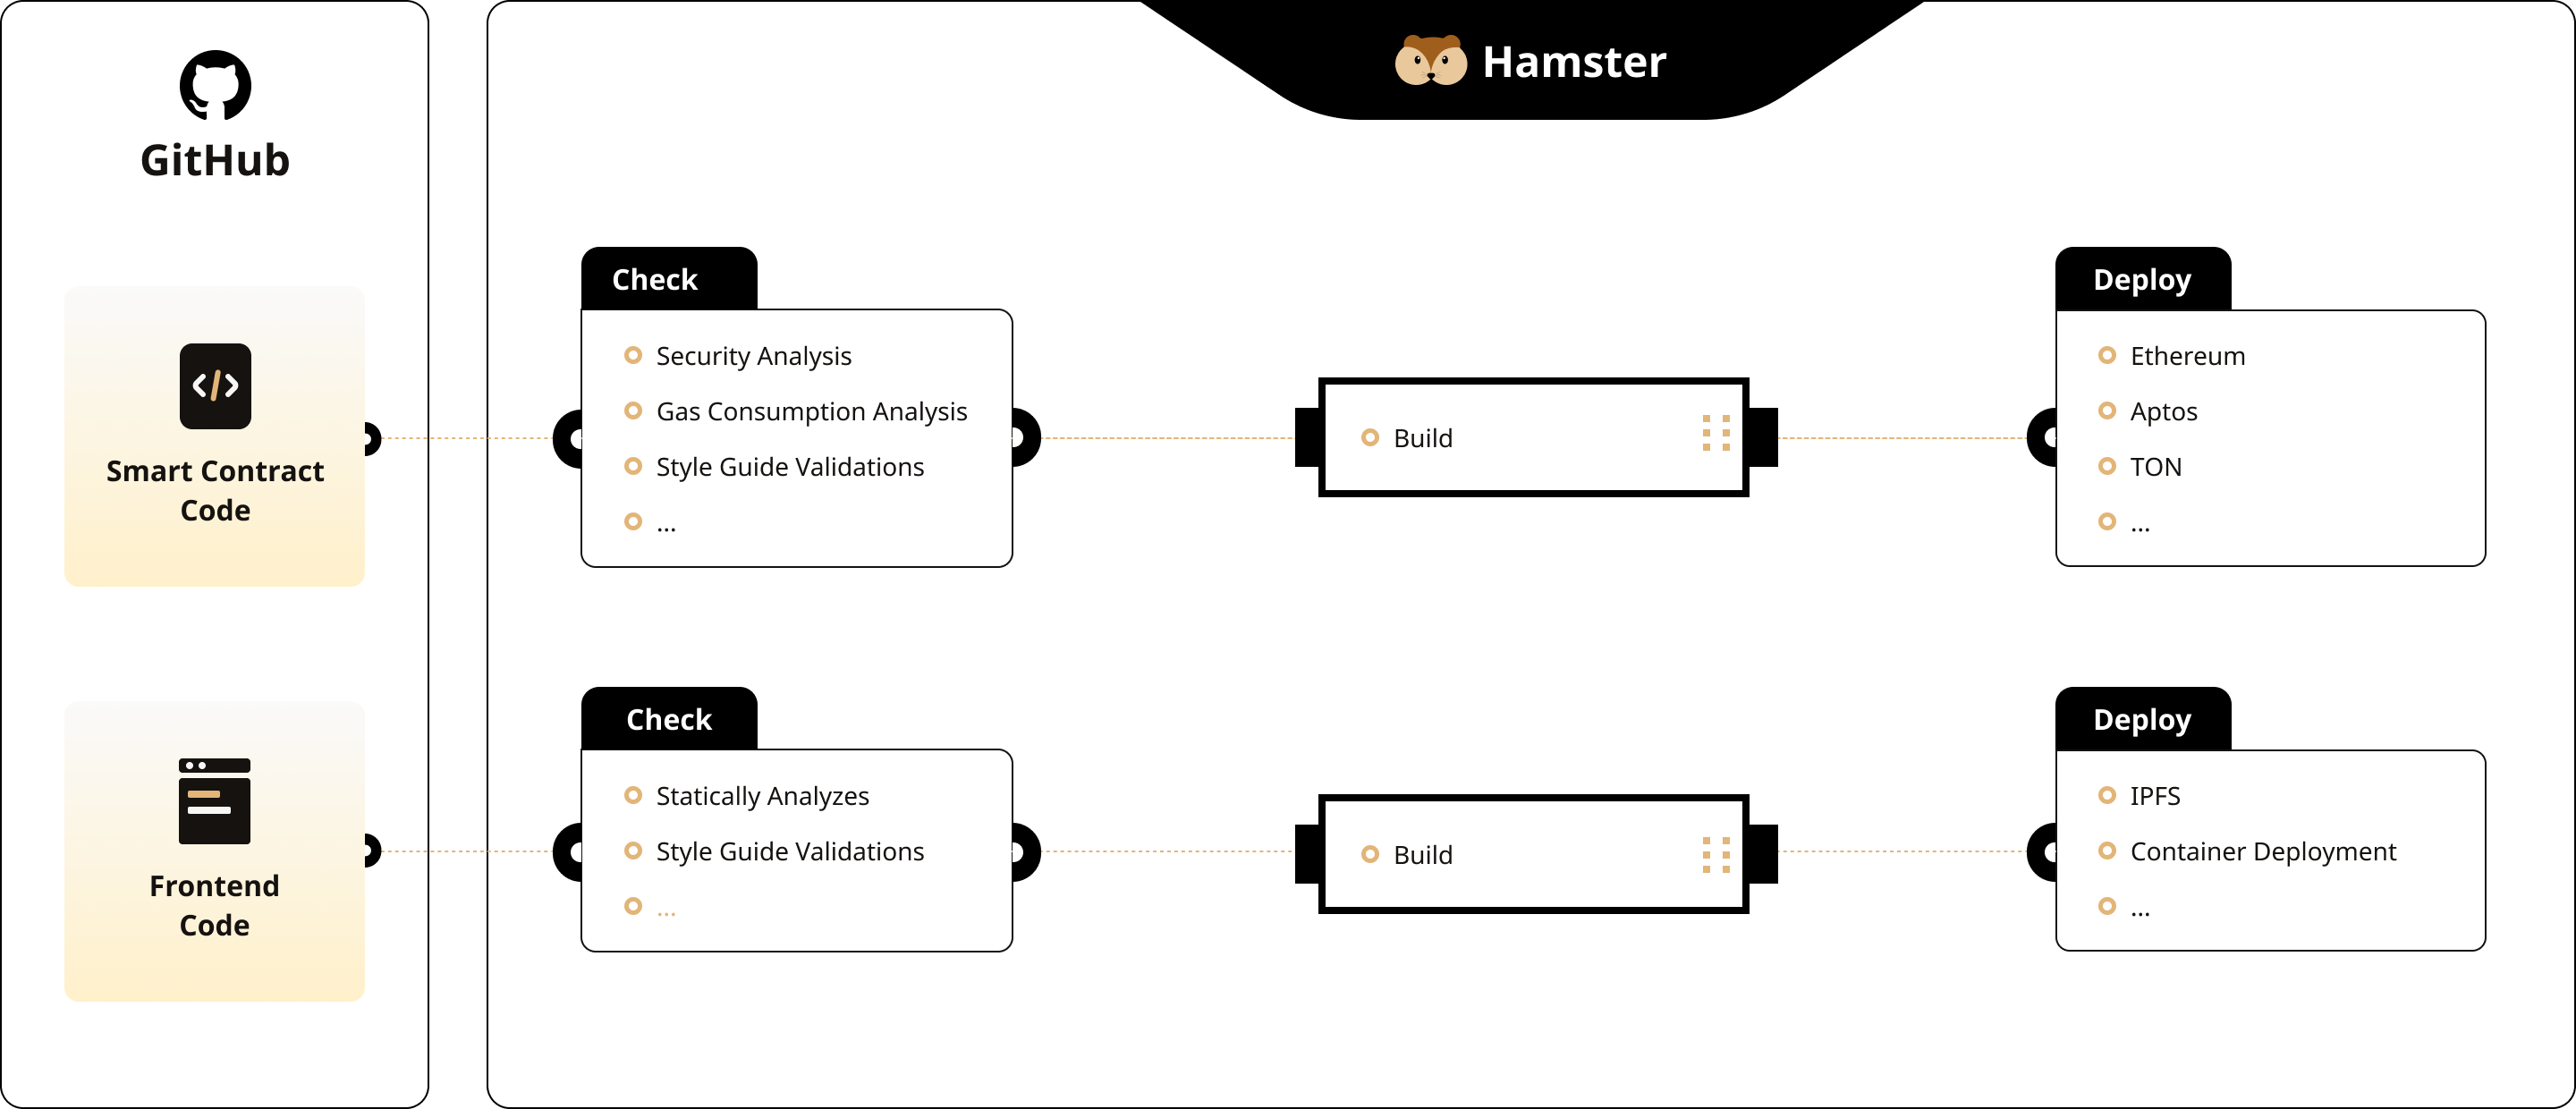 GitHub
Smart Contract
Code
Frontend
Code
Hamster
Check
Security Analysis
Gas Consumption Analysis
Style Guide Validations
...
Build
Deploy
Ethereum
Aptos
TON
...
Check
Statically Analyzes
Style Guide Validations
...
Build
Deploy
IPFS
Container Deployment
...